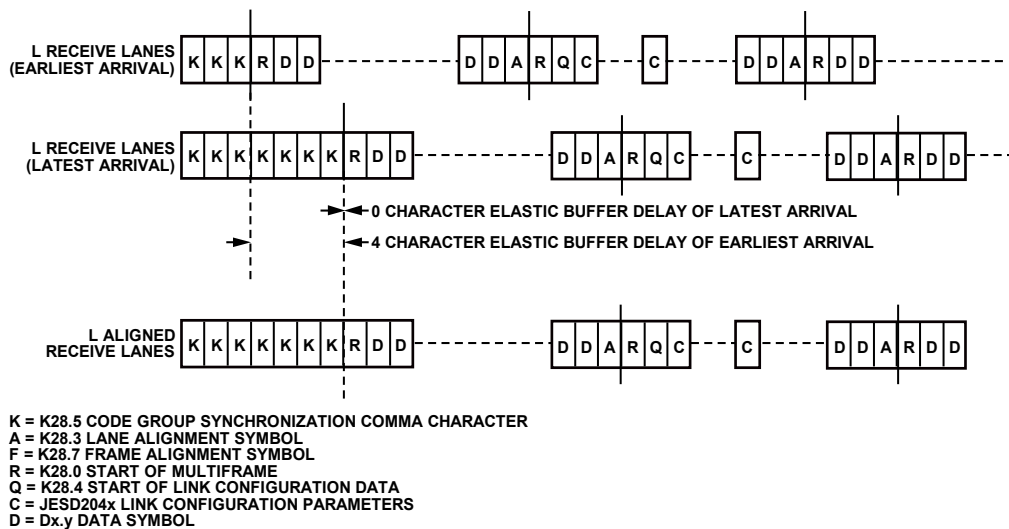 L RECEIVE LANES
(EARLIEST ARRIVAL)
K K K R D D
D D A R Q C
C
D D A R D D
L RECEIVE LANES
(LATEST ARRIVAL)
K K K K K K K R D D
D D A R Q C
C
D D A R D D
0 CHARACTER ELASTIC BUFFER DELAY OF LATEST ARRIVAL
4 CHARACTER ELASTIC BUFFER DELAY OF EARLIEST ARRIVAL
L ALIGNED
RECEIVE LANES
K K K K K K K R D D
D D A R Q C
C
D D A R D D
K = K28.5 CODE GROUP SYNCHRONIZATION COMMA CHARACTER
A = K28.3 LANE ALIGNMENT SYMBOL
F = K28.7 FRAME ALIGNMENT SYMBOL
R = K28.0 START OF MULTIFRAME
Q = K28.4 START OF LINK CONFIGURATION DATA
C = JESD204x LINK CONFIGURATION PARAMETERS
D = Dx.y DATA SYMBOL